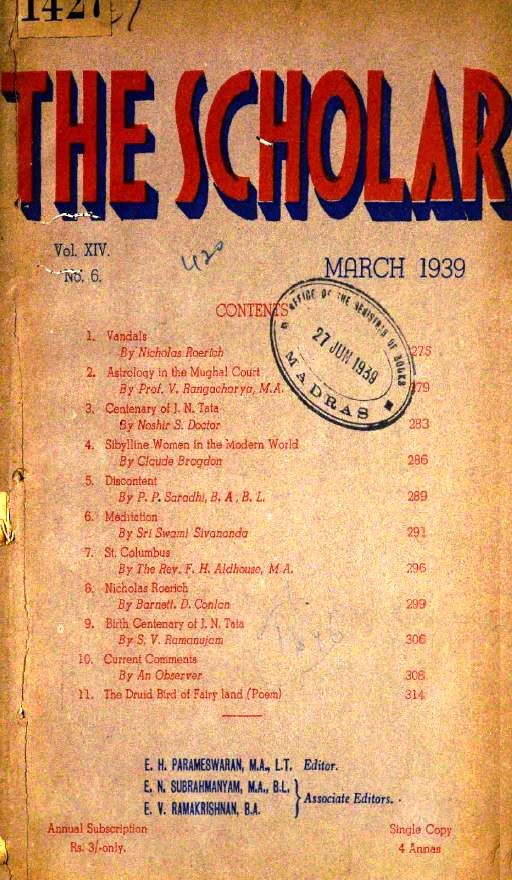 1427
THE SCHOLAR
Vol. XIV.
No. 6.
420
MARCH 1939
CONTENTS
OFFICE OF THE REGISTRAR OF BOOKS
27 JUN 1939
MADRAS
1. Vandals
By Nicholas Roerich 275
2. Astrology in the Mughal Court
By Prof. V. Rangacharya, M.A. 279
3. Centenary of J. N. Tata
By Noshir S. Doctor 283
4. Sibylline Women in the Modern World
By Claude Bragdon 286
5. Discontent
By P. P. Saradhi, B. A., B. L. 289
6. Meditation
By Sri Swami Sivananda 291
7. St. Columbus
By The Rev. F. H. Aldhouse, M A. 296
8. Nicholas Roerich
By Barnett. D. Conlan 299
9. Birth Centenary of J. N. Tata
By S. V. Ramanujam 306
10. Current Comments
By An Observer 308
11. The Druid Bird of Fairy land (Poem) 314
E. H. PARAMESWARAN, M.A., L.T. Editor.
E. N. SUBRAHMANYAM, M.A., B.L.
E. V. RAMAKRISHNAN, B.A.
Associate Editors.
Annual Subscription Single Copy
Rs. 3/-only. 4 Annas